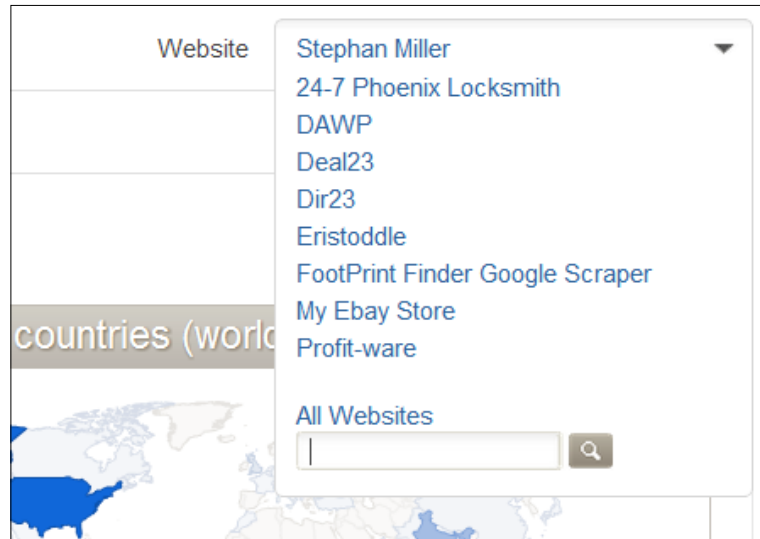 Website
Stephan Miller
24-7 Phoenix Locksmith
DAWP
Deal23
Dir23
Eristoddle
FootPrint Finder Google Scraper
My Ebay Store
Profit-ware
countries (world
All Websites